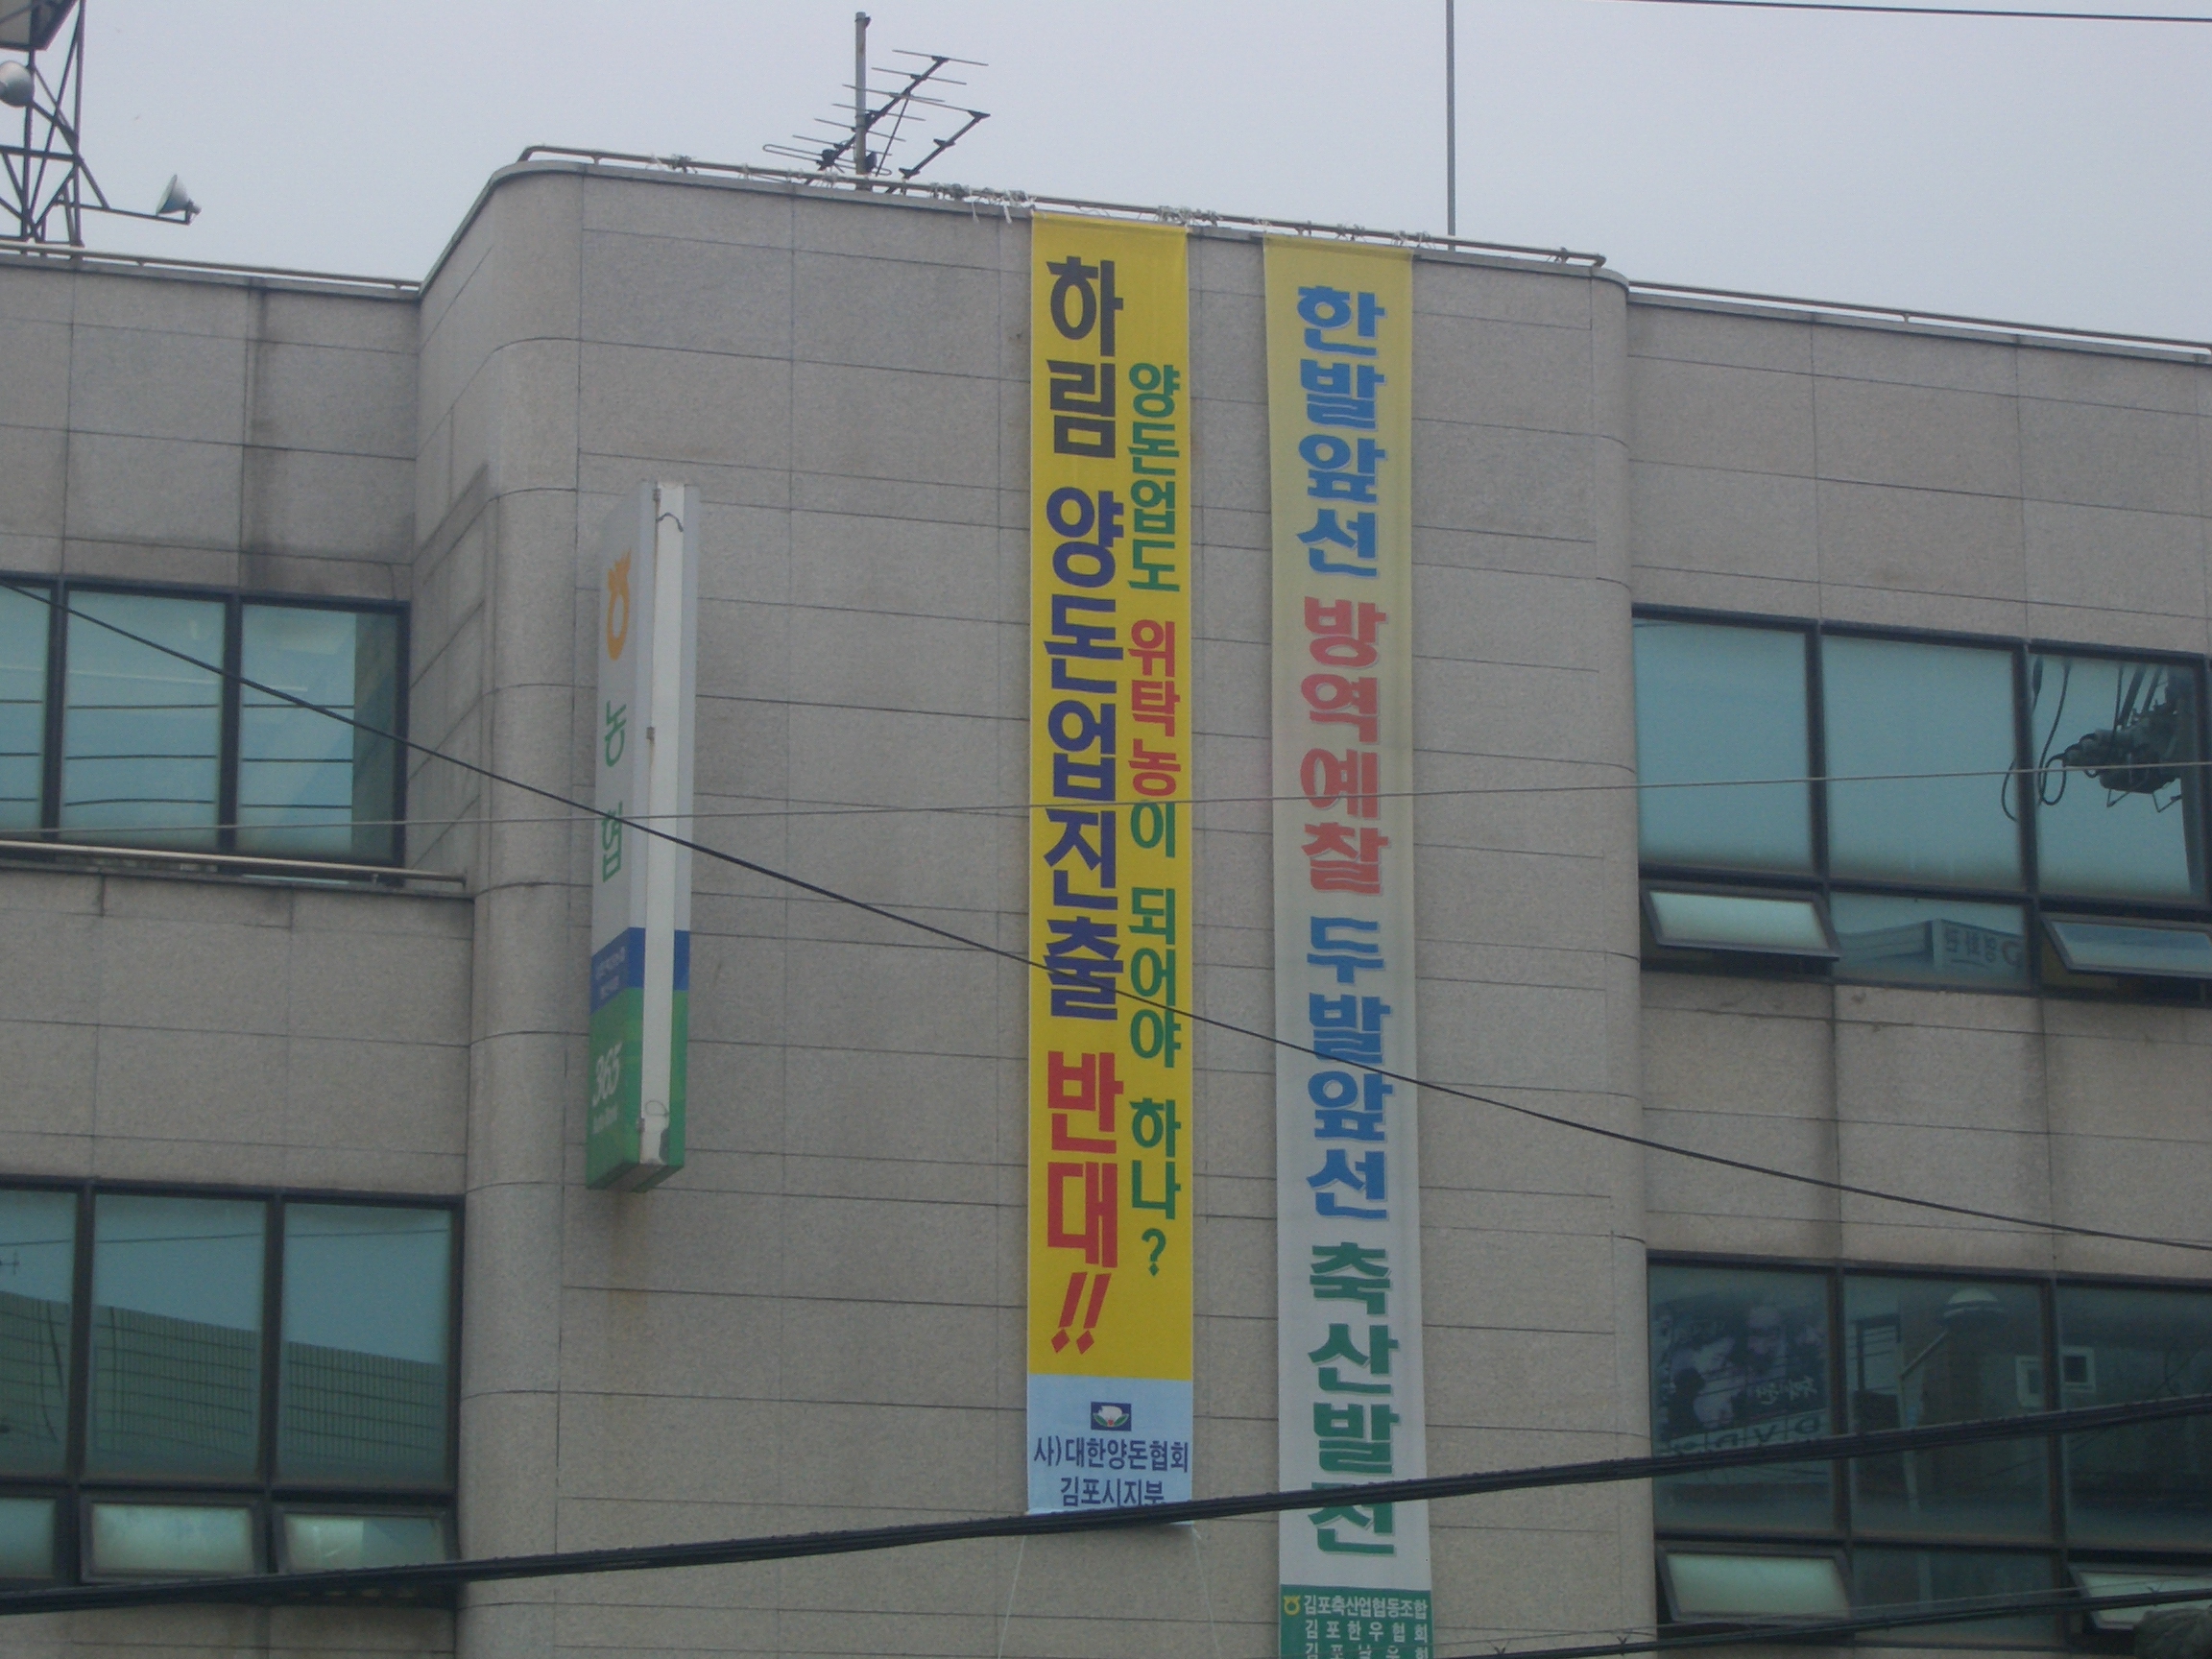 농협
365
하림 양돈업진출 반대!!
양돈업도 위탁농이 되어야 하나?
사)대한양돈협회
김포시지부
한발앞선 방역예찰 두발앞선 축산발전
김포축산업협동조합
김포한우협회